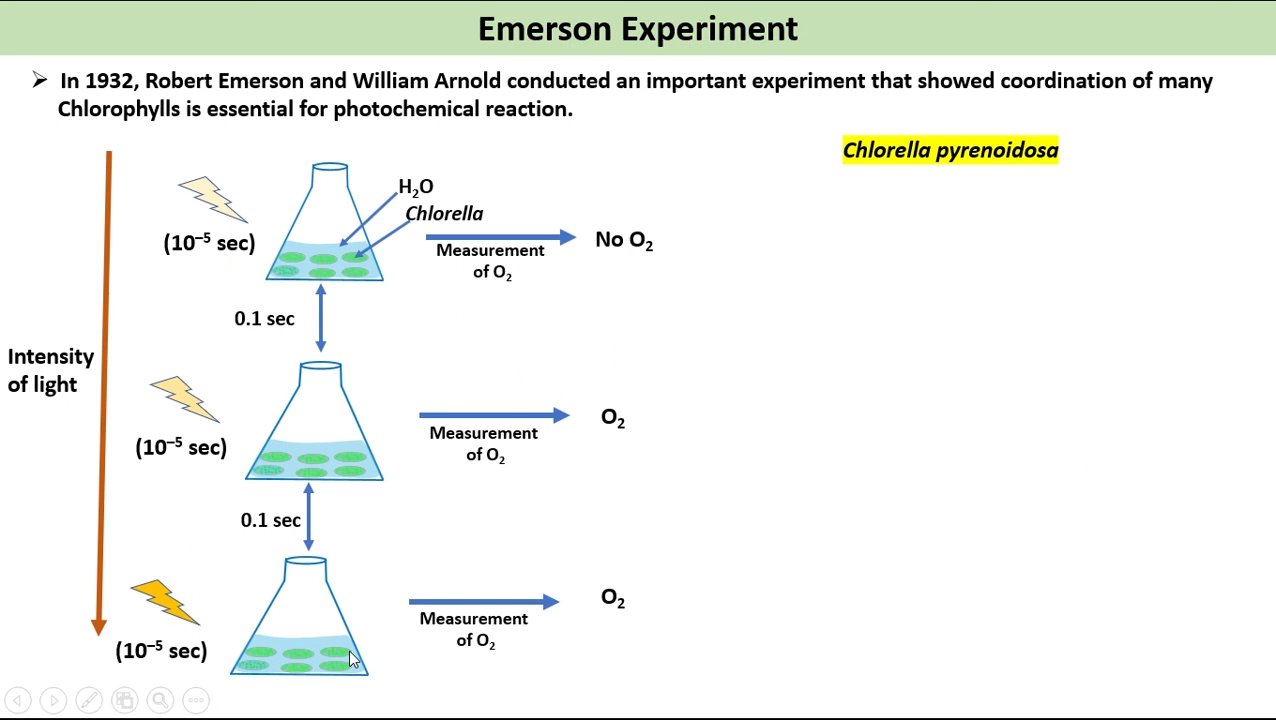 Emerson Experiment
➢ In 1932, Robert Emerson and William Arnold conducted an important experiment that showed coordination of many
Chlorophylls is essential for photochemical reaction.
Chlorella pyrenoidosa
H₂O
Chlorella
(10⁻⁵ sec)
Measurement
of O₂
No O₂
0.1 sec
Intensity
of light
(10⁻⁵ sec)
Measurement
of O₂
O₂
0.1 sec
(10⁻⁵ sec)
Measurement
of O₂
O₂